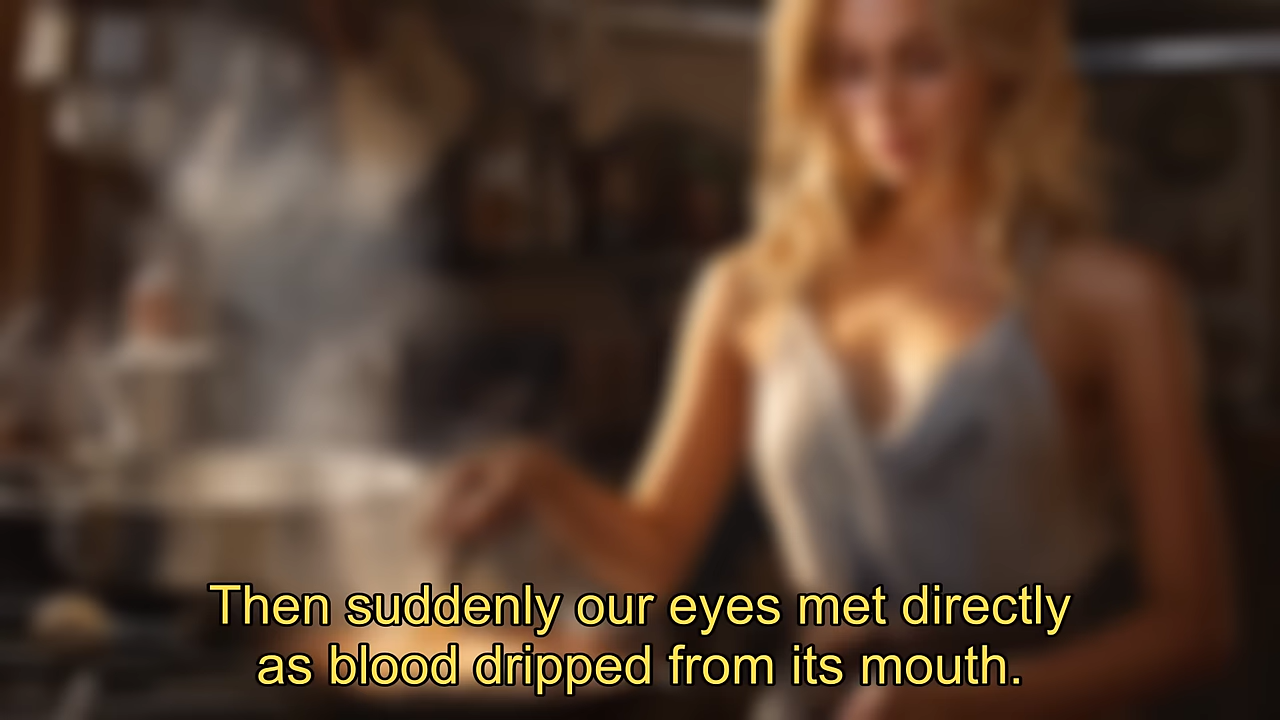 Then suddenly our eyes met directly
as blood dripped from its mouth.